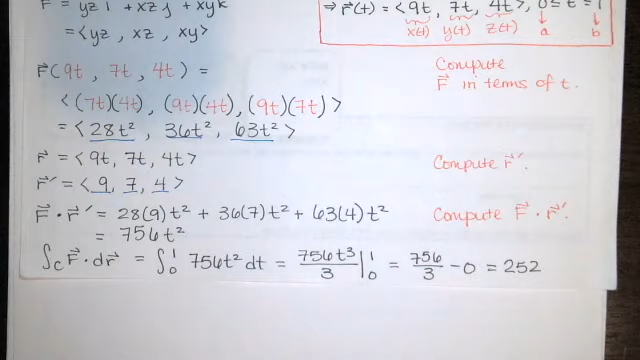 F = yz i + xz j + xy k
⇒ r⃗(t) = <9t, 7t, 4t>, 0 ≤ t ≤ 1
x(t) y(t) z(t) a b
= <yz, xz, xy>
F⃗(9t, 7t, 4t) =
Compute
F⃗ in terms of t.
<(7t)(4t), (9t)(4t), (9t)(7t)>
= <28t², 36t², 63t²>
r⃗ = <9t, 7t, 4t>
Compute r⃗'.
r⃗' = <9, 7, 4>
F⃗ · r⃗' = 28(9)t² + 36(7)t² + 63(4)t²
Compute F⃗ · r⃗'.
= 756t²
∫_C F⃗ · dr⃗ = ∫₀¹ 756t² dt = 756t³/3 |₀¹ = 756/3 − 0 = 252